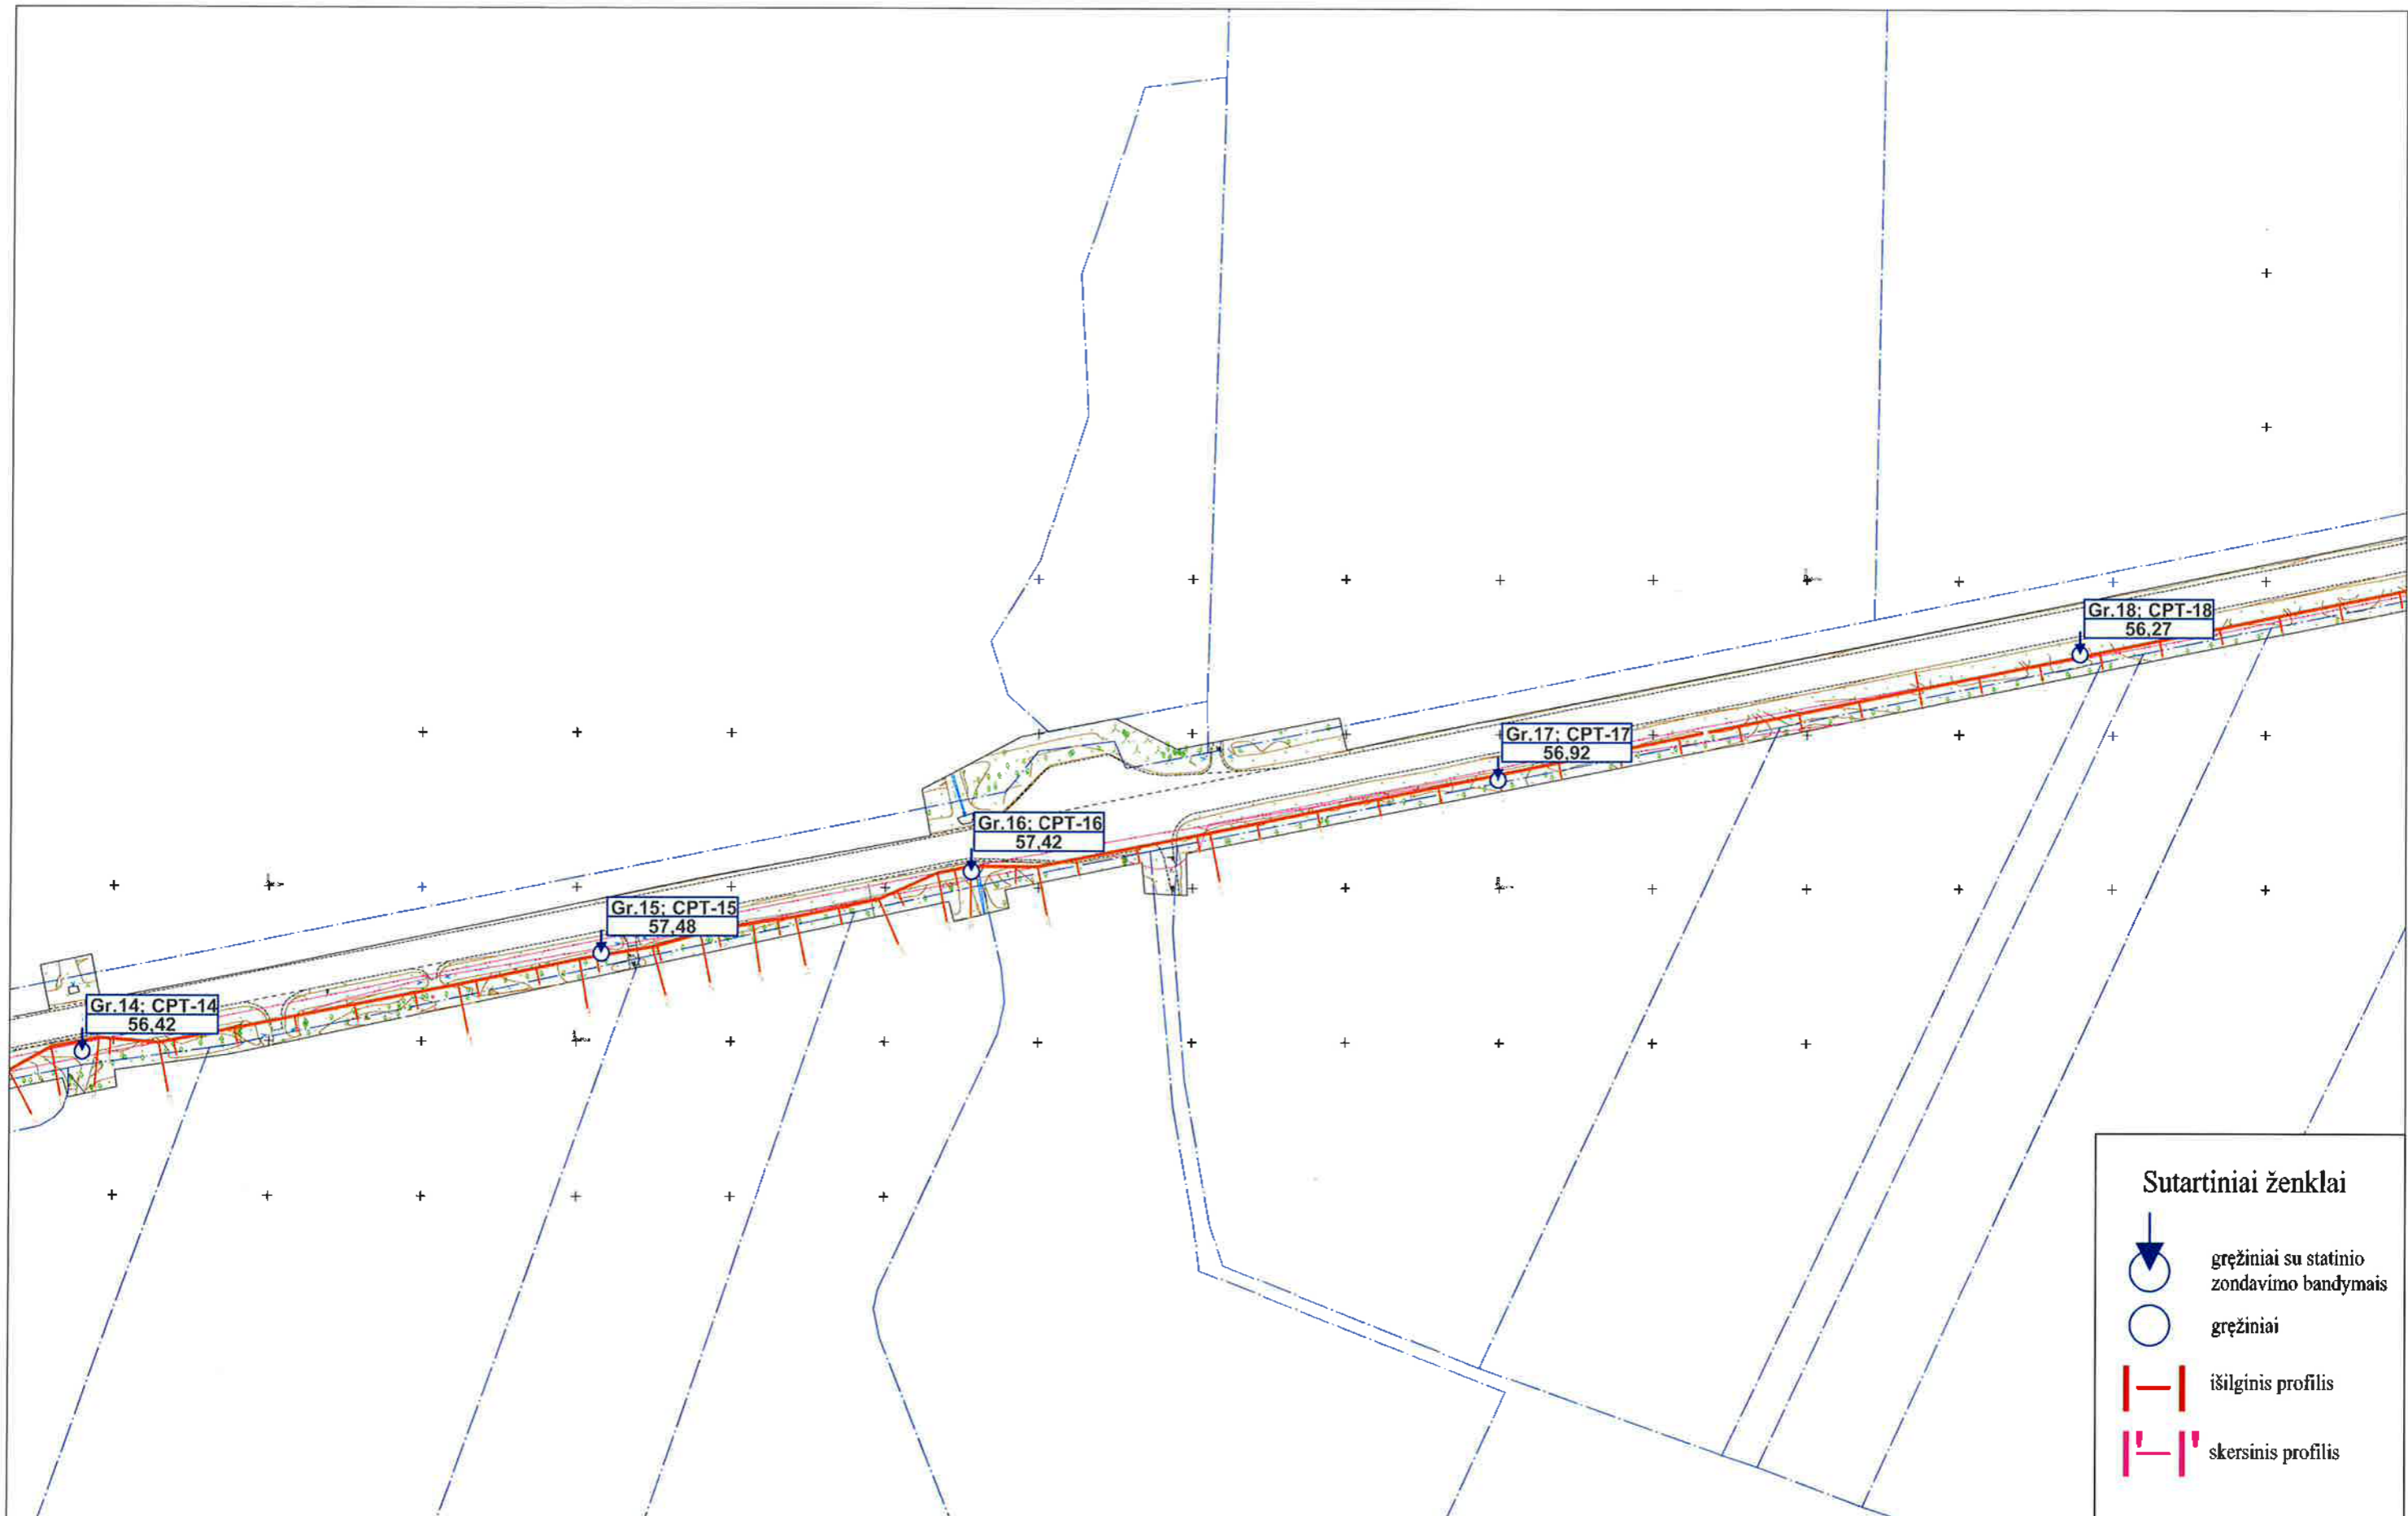 Gr.18; CPT-18
56,27
Gr.17; CPT-17
56,92
Gr.16; CPT-16
57,42
Gr.15; CPT-15
57,48
Gr.14; CPT-14
56,42
Sutartiniai ženklai
gręžiniai su statinio
zondavimo bandymais
gręžiniai
išilginis profilis
skersinis profilis